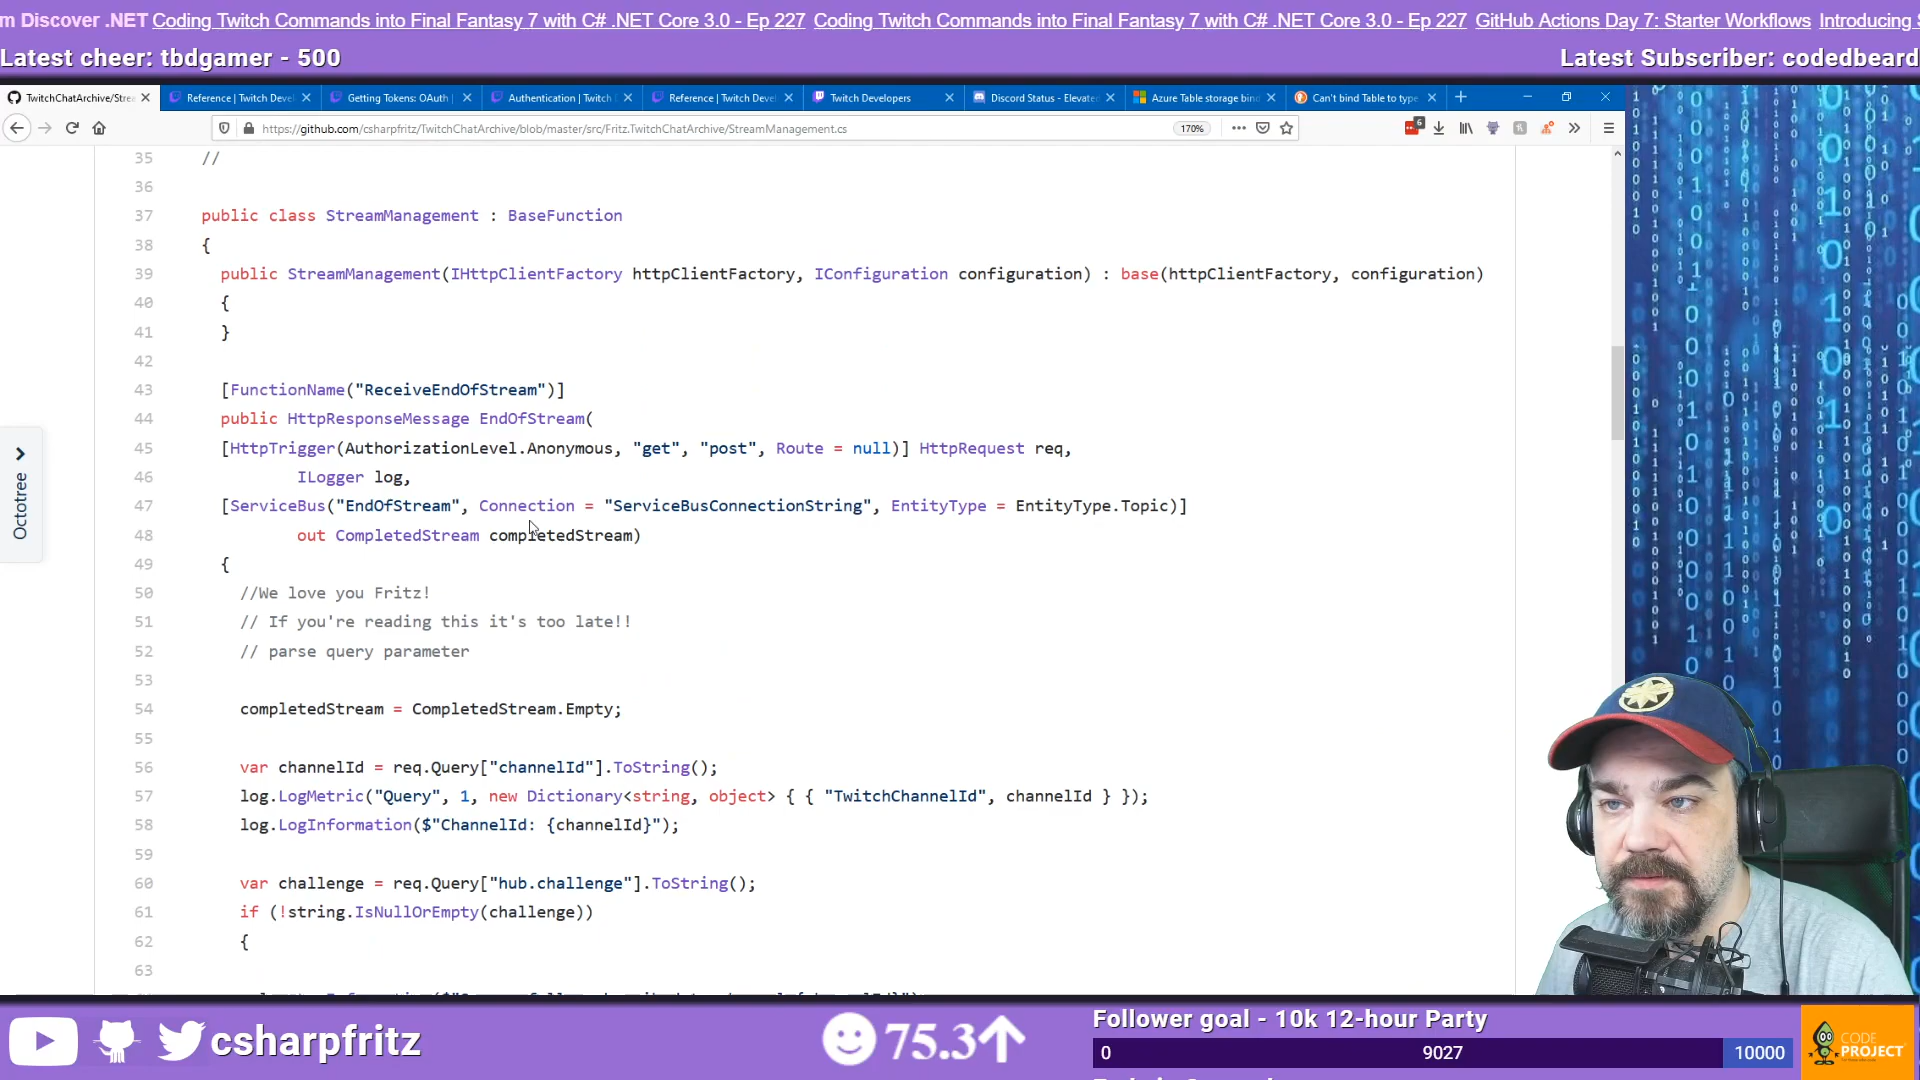 m Discover .NET Coding Twitch Commands into Final Fantasy 7 with C# .NET Core 3.0 - Ep 227 Coding Twitch Commands into Final Fantasy 7 with C# .NET Core 3.0 - Ep 227 GitHub Actions Day 7: Starter Workflows Introducing S
Latest cheer: tbdgamer - 500
Latest Subscriber: codedbeard
TwitchChatArchive/Strea Reference | Twitch Devel Getting Tokens: OAuth | Authentication | Twitch Reference | Twitch Devel Twitch Developers Discord Status - Elevate Azure Table storage bind Can't bind Table to type
https://github.com/csharpfritz/TwitchChatArchive/blob/master/src/Fritz.TwitchChatArchive/StreamManagement.cs 170% 6
35 //
36
37 public class StreamManagement : BaseFunction
38 {
39 public StreamManagement(IHttpClientFactory httpClientFactory, IConfiguration configuration) : base(httpClientFactory, configuration)
40 {
41 }
42
43 [FunctionName("ReceiveEndOfStream")]
44 public HttpResponseMessage EndOfStream(
45 [HttpTrigger(AuthorizationLevel.Anonymous, "get", "post", Route = null)] HttpRequest req,
46 ILogger log,
47 [ServiceBus("EndOfStream", Connection = "ServiceBusConnectionString", EntityType = EntityType.Topic)]
48 out CompletedStream completedStream)
49 {
50 //We love you Fritz!
51 // If you're reading this it's too late!!
52 // parse query parameter
53
54 completedStream = CompletedStream.Empty;
55
56 var channelId = req.Query["channelId"].ToString();
57 log.LogMetric("Query", 1, new Dictionary<string, object> { { "TwitchChannelId", channelId } });
58 log.LogInformation($"ChannelId: {channelId}");
59
60 var challenge = req.Query["hub.challenge"].ToString();
61 if (!string.IsNullOrEmpty(challenge))
62 {
63
Octotree
csharpfritz
75.3
Follower goal - 10k 12-hour Party
0 9027 10000
CODE
PROJECT